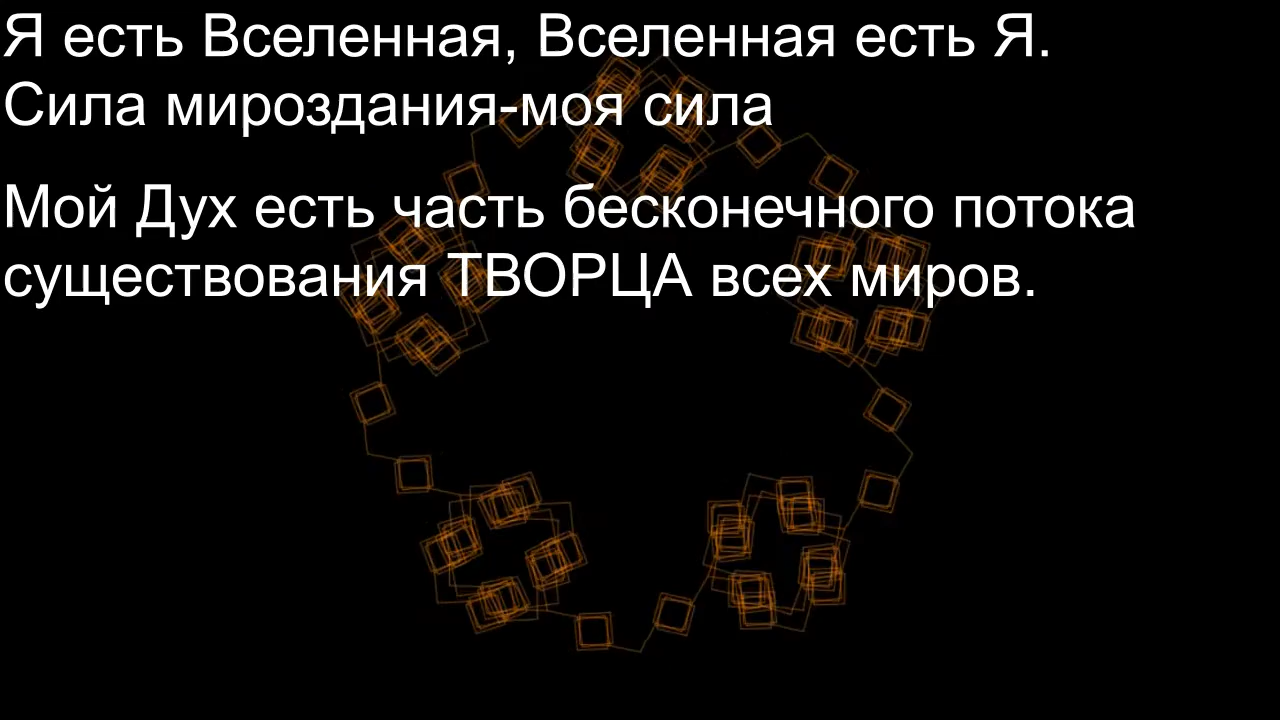 Я есть Вселенная, Вселенная есть Я.
Сила мироздания-моя сила
Мой Дух есть часть бесконечного потока
существования ТВОРЦА всех миров.